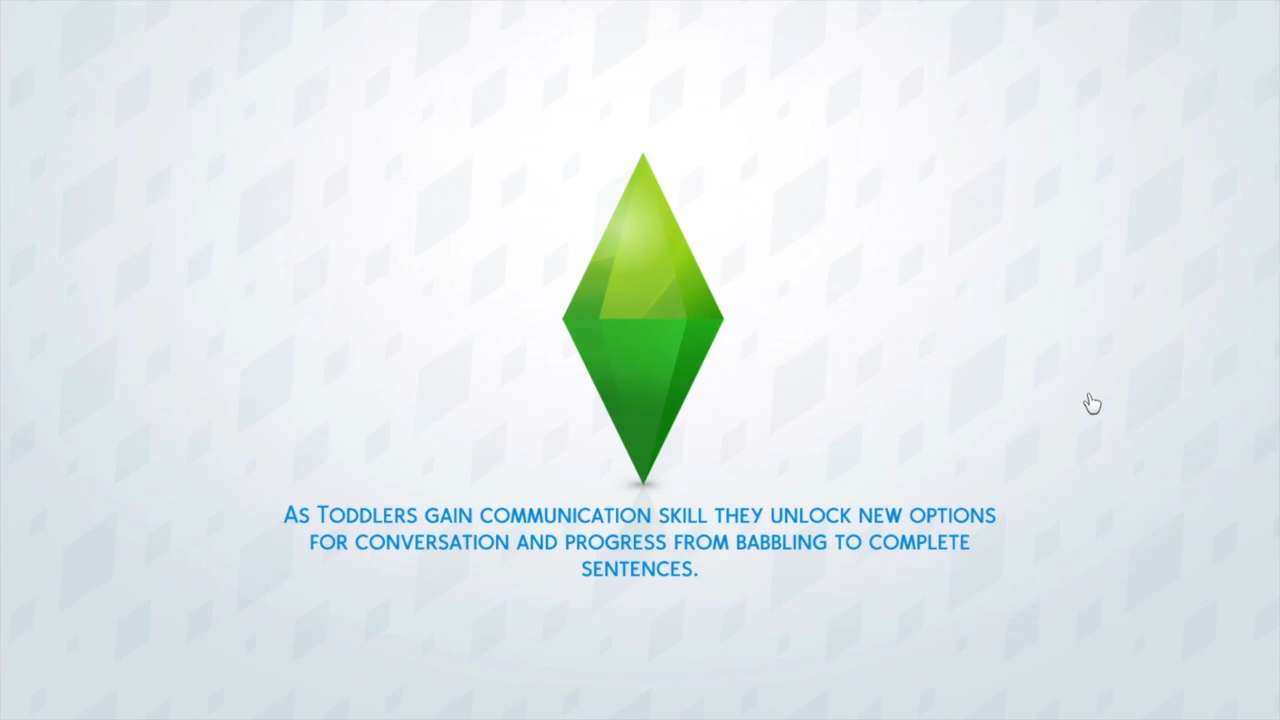 As Toddlers gain communication skill they unlock new options
for conversation and progress from babbling to complete
sentences.